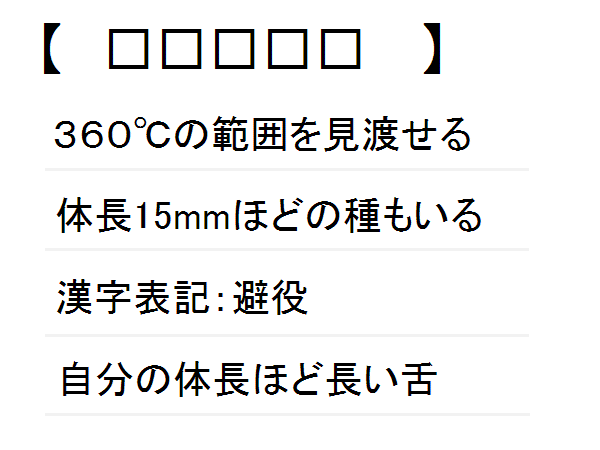 【 □□□□□ 】
３６０℃の範囲を見渡せる
体長15mmほどの種もいる
漢字表記：避役
自分の体長ほど長い舌